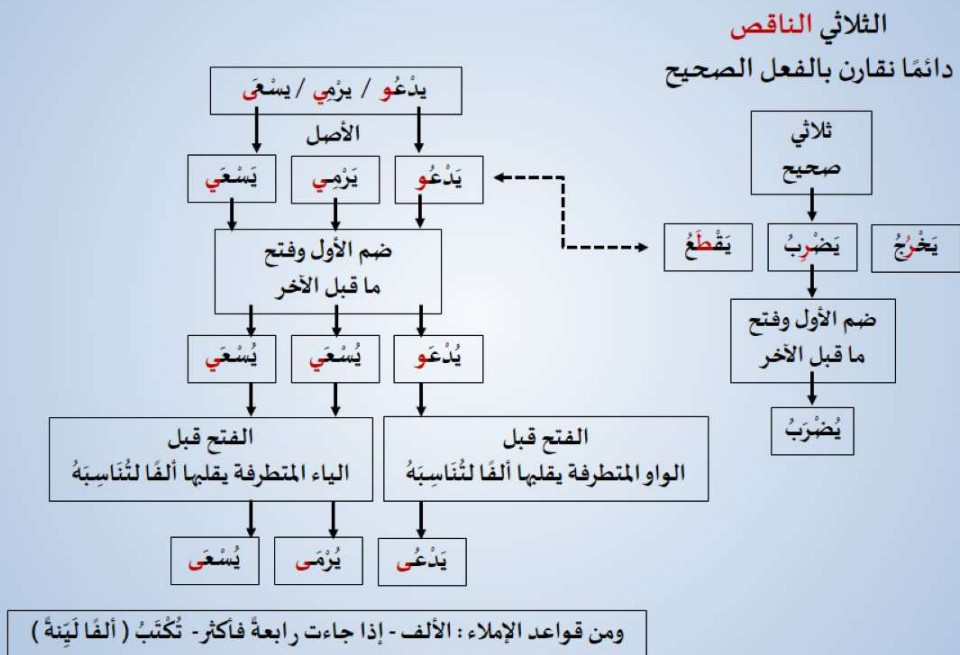 الثلاثي الناقص
دائمًا نقارن بالفعل الصحيح
ثلاثي
صحيح
يَخْرُجُ
يَضْرِبُ
يَقْطَعُ
ضم الأول وفتح
ما قبل الآخر
يُضْرَبُ
يدْعُو / يرْمِي / يسْعَى
الأصل
يَدْعُو
يَرْمِي
يَسْعَي
ضم الأول وفتح
ما قبل الآخر
يُدْعَو
يُسْعَي
يُسْعَي
الفتح قبل
الواو المتطرفة يقلبها ألفًا لتُنَاسِبَهُ
الفتح قبل
الياء المتطرفة يقلبها ألفًا لتُنَاسِبَهُ
يَدْعُى
يُرْمَى
يُسْعَى
ومن قواعد الإملاء : الألف - إذا جاءت رابعةً فأكثر - تُكْتَبُ ( ألفًا لَيِّنةً )